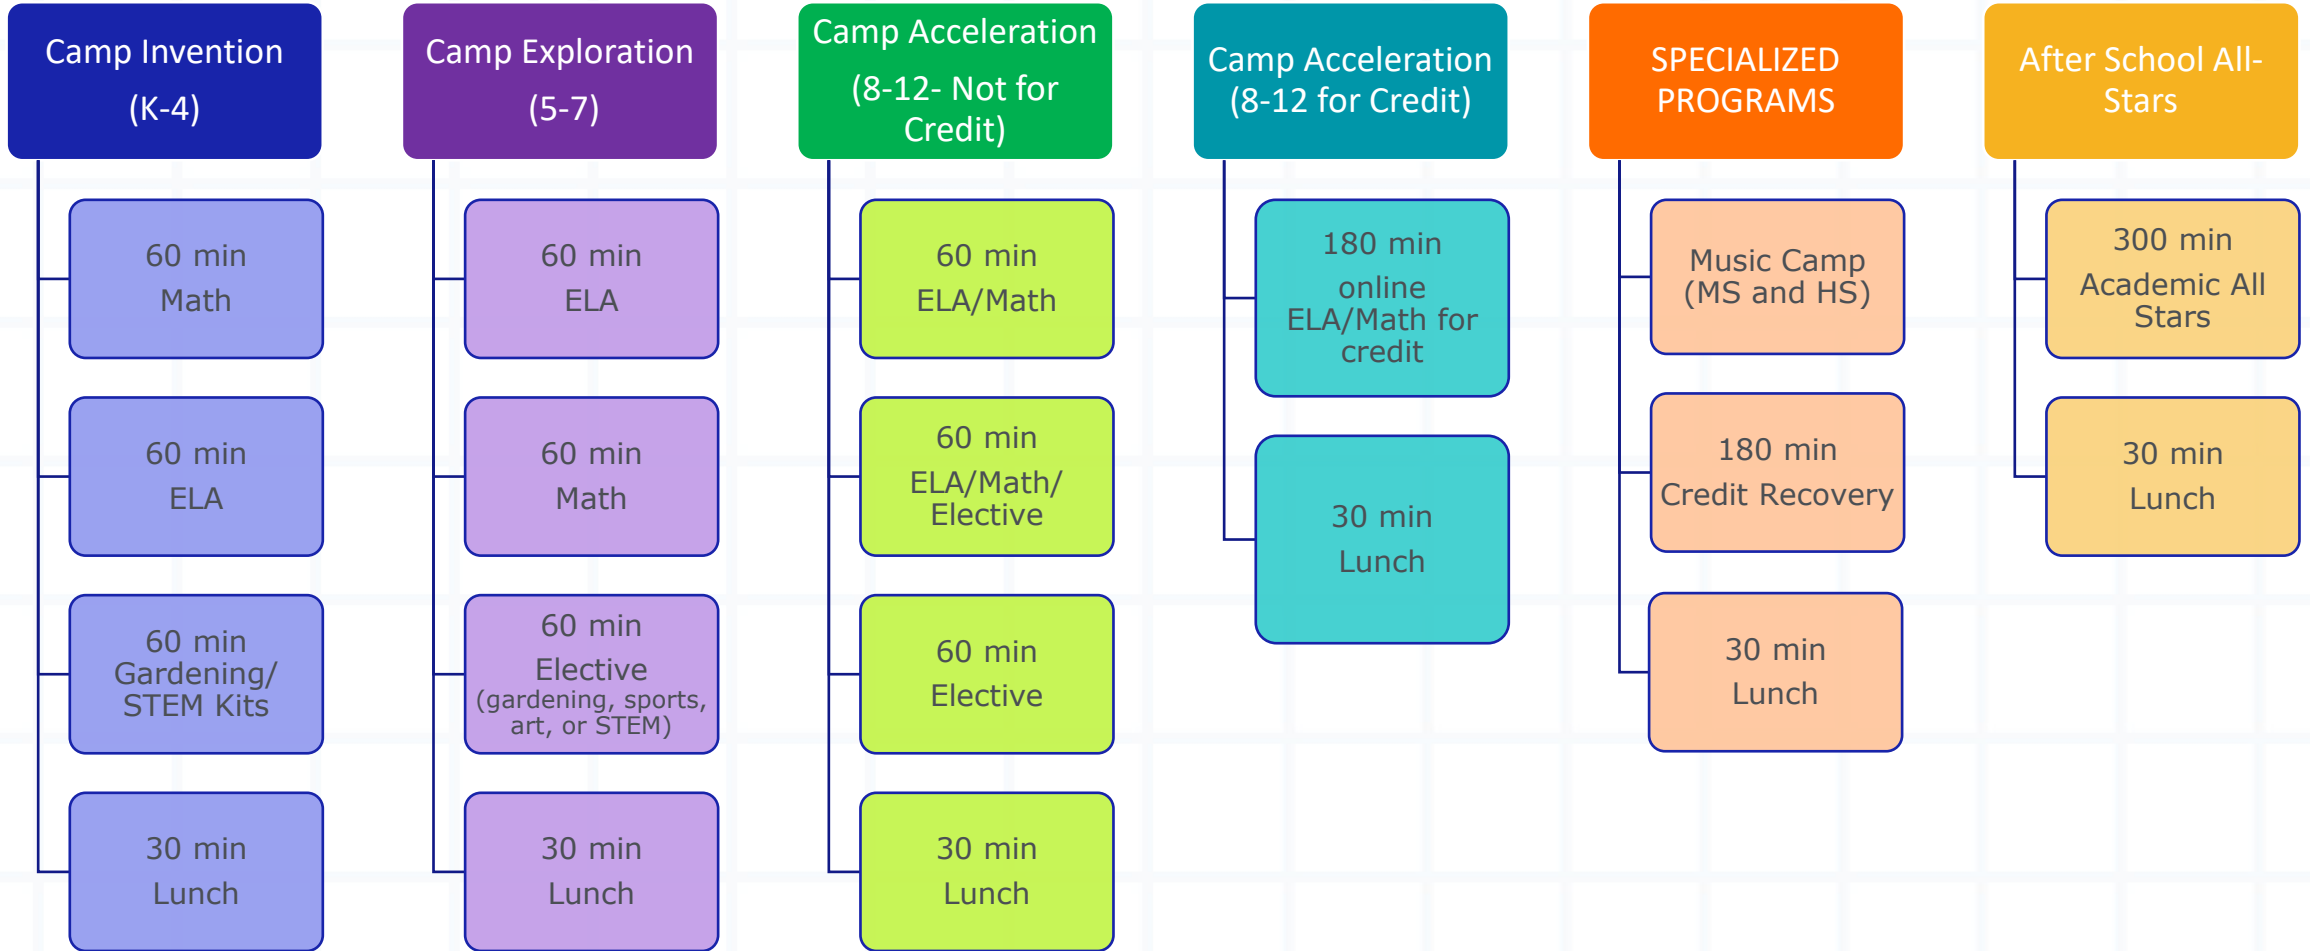 Camp Invention
(K-4)
60 min
Math
60 min
ELA
60 min
Gardening/
STEM Kits
30 min
Lunch
Camp Exploration
(5-7)
60 min
ELA
60 min
Math
60 min
Elective
(gardening, sports,
art, or STEM)
30 min
Lunch
Camp Acceleration
(8-12- Not for
Credit)
60 min
ELA/Math
60 min
ELA/Math/
Elective
60 min
Elective
30 min
Lunch
Camp Acceleration
(8-12 for Credit)
180 min
online
ELA/Math for
credit
30 min
Lunch
SPECIALIZED
PROGRAMS
Music Camp
(MS and HS)
180 min
Credit Recovery
30 min
Lunch
After School All-
Stars
300 min
Academic All
Stars
30 min
Lunch